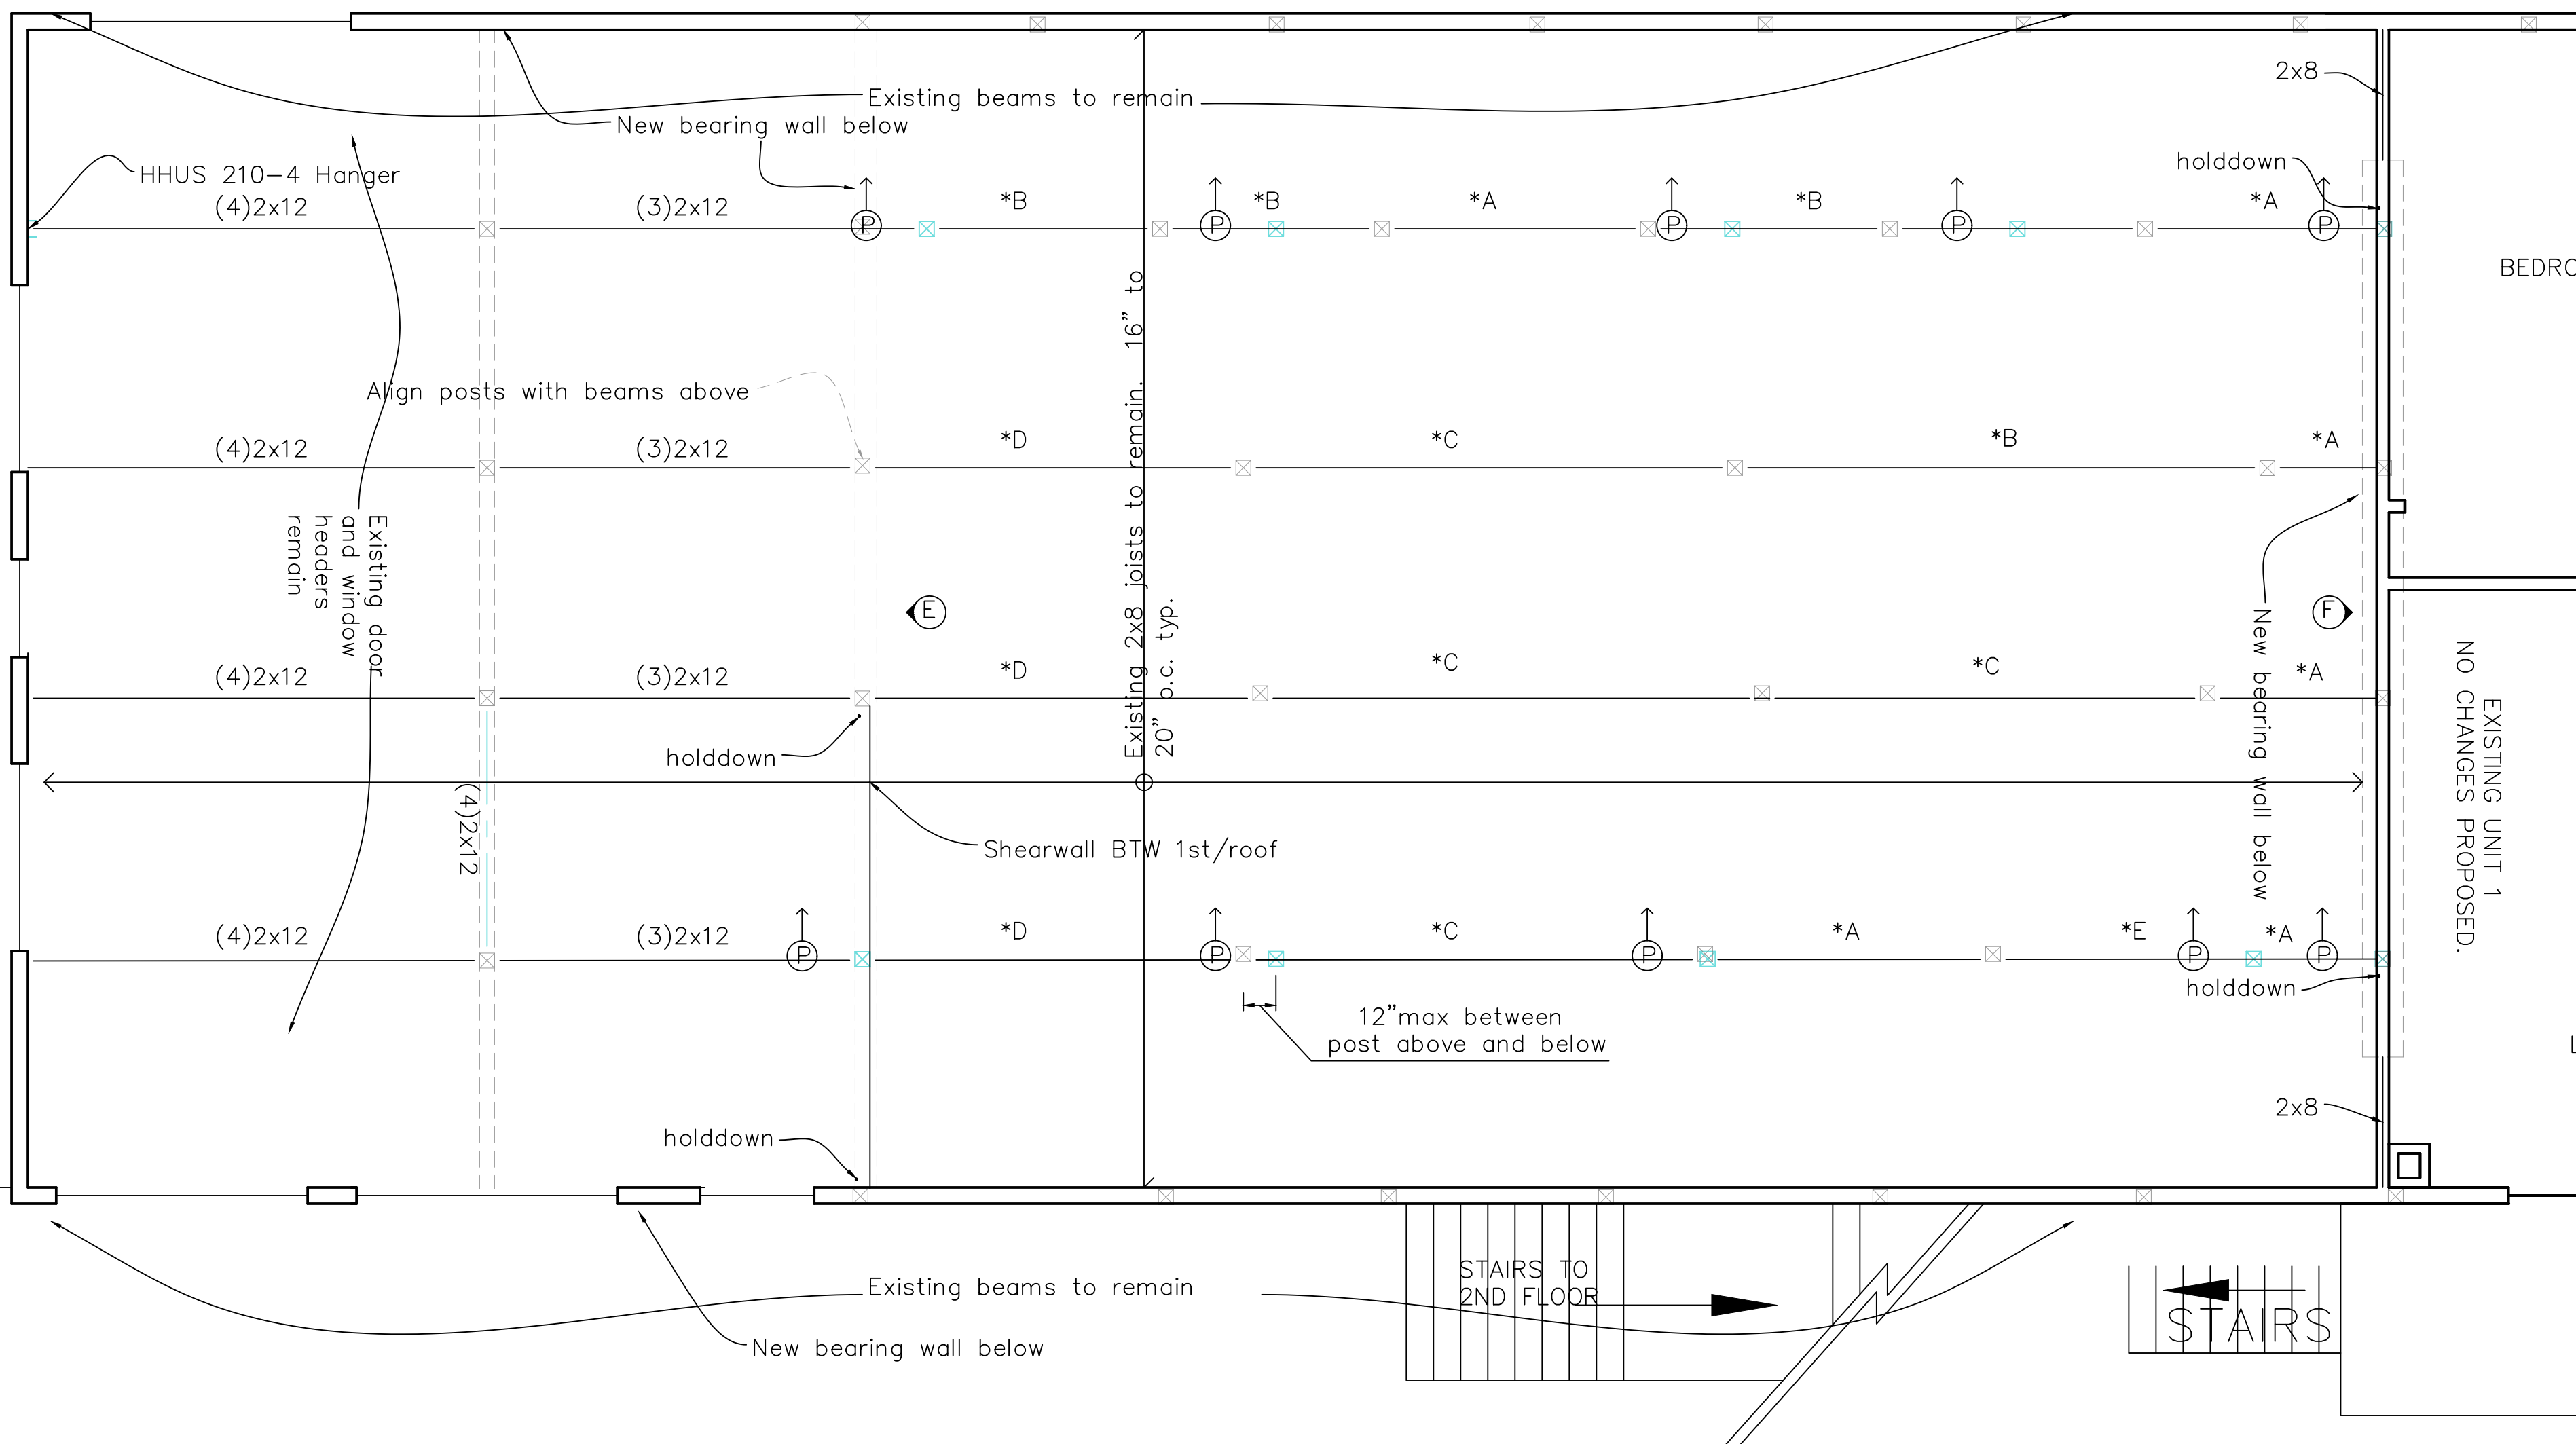 2x8
Existing beams to remain
New bearing wall below
holddown
HHUS 210-4 Hanger
(4)2x12
(3)2x12
*B
*B
*A
*B
*A
P
P
P
P
P
BEDRO
Existing 2x8 joists to remain. 16" to
20" o.c. typ.
Align posts with beams above
(4)2x12
(3)2x12
*D
*C
*B
*A
Existing door
and window
headers
remain
E
F
New bearing wall below
EXISTING UNIT 1
NO CHANGES PROPOSED.
(4)2x12
(3)2x12
*D
*C
*C
*A
holddown
(4)2x12
Shearwall BTW 1st/roof
(4)2x12
(3)2x12
*D
*C
*A
*E
*A
P
P
P
P
P
holddown
12"max between
post above and below
L
2x8
holddown
STAIRS TO
2ND FLOOR
Existing beams to remain
STAIRS
New bearing wall below